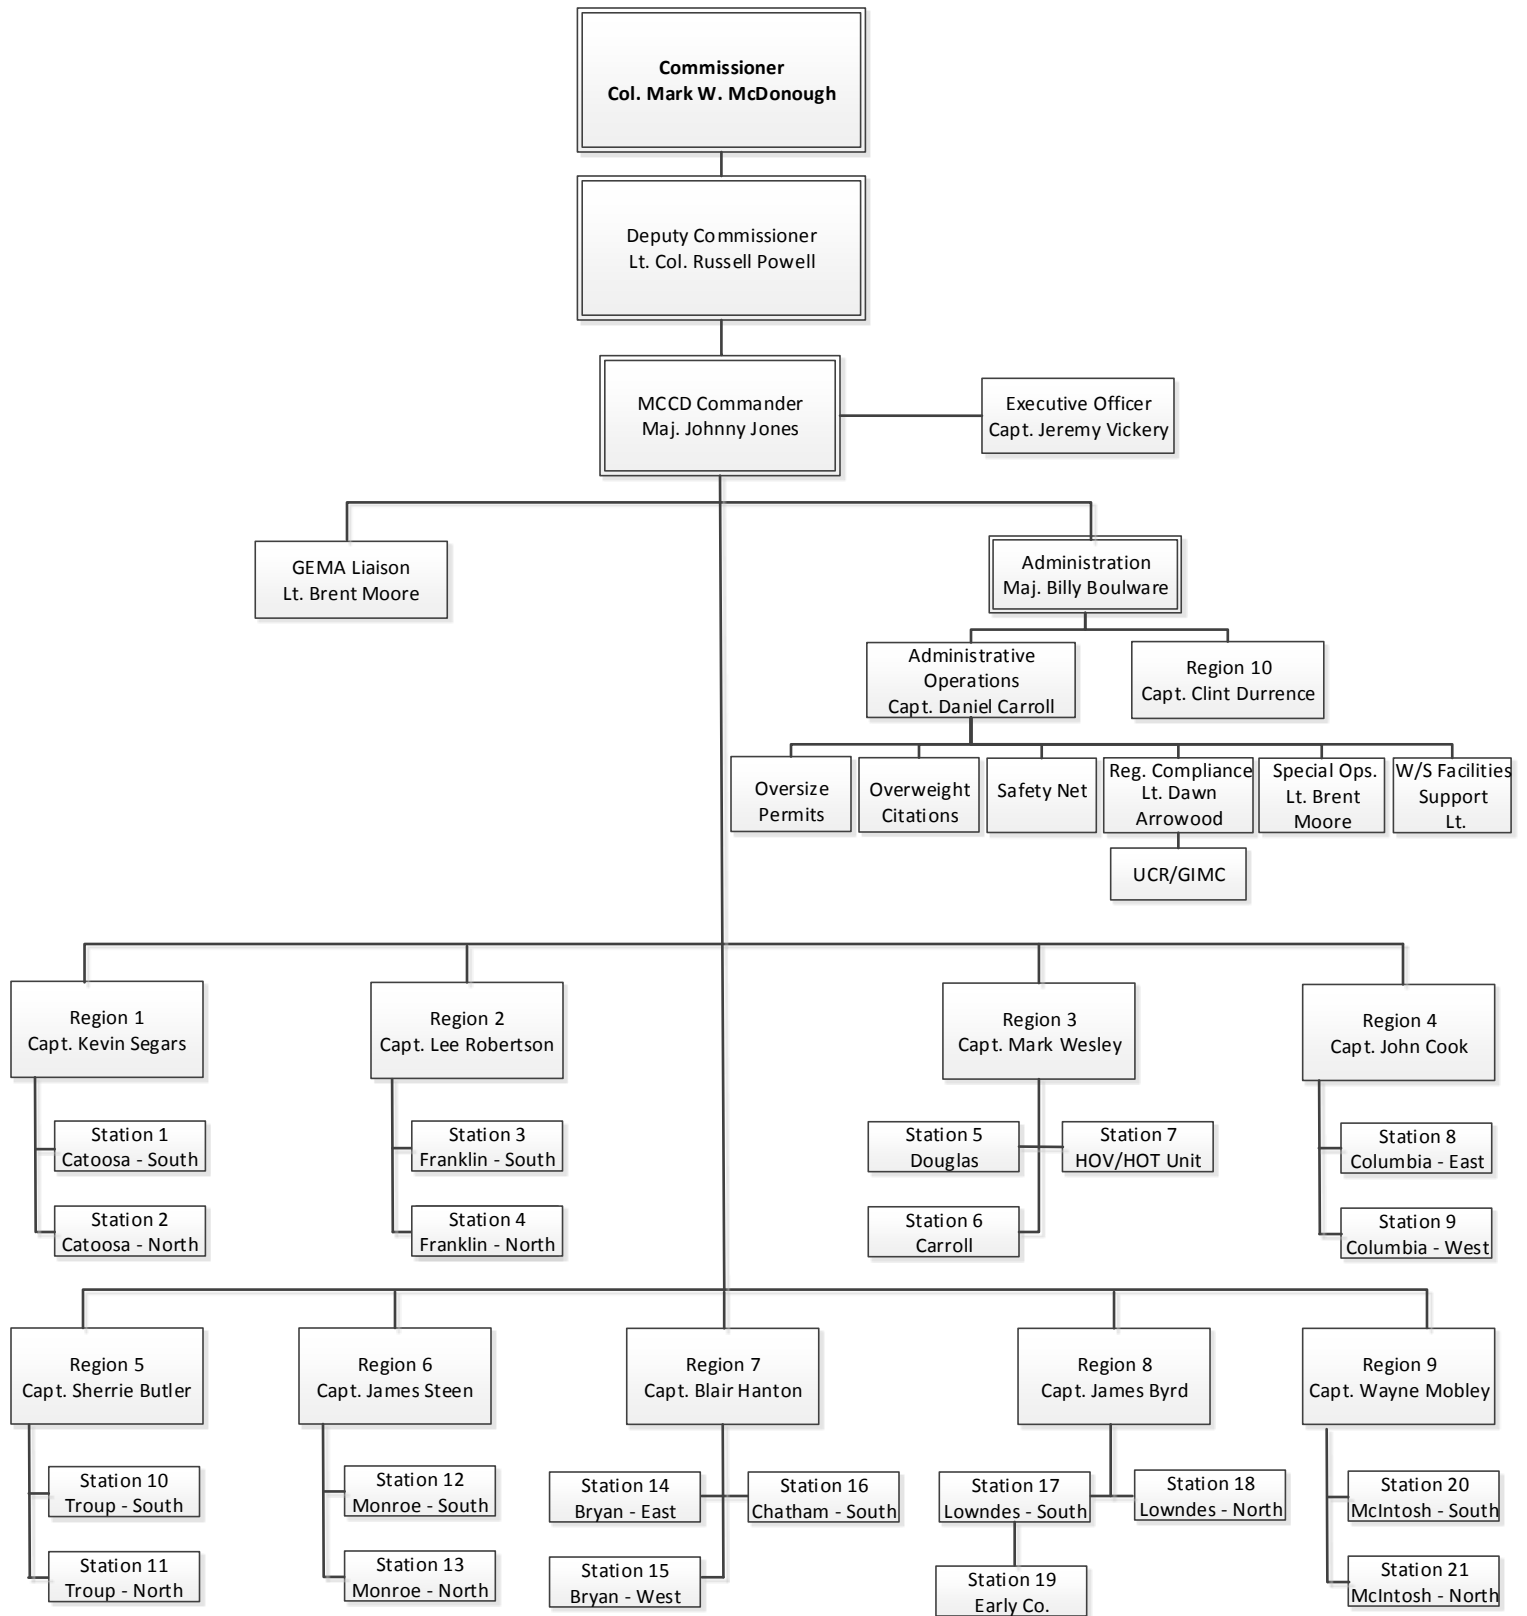 Commissioner
Col. Mark W. McDonough
Deputy Commissioner
Lt. Col. Russell Powell
MCCD Commander
Maj. Johnny Jones
Executive Officer
Capt. Jeremy Vickery
GEMA Liaison
Lt. Brent Moore
Administration
Maj. Billy Boulware
Administrative
Operations
Capt. Daniel Carroll
Region 10
Capt. Clint Durrence
Oversize
Permits
Overweight
Citations
Safety Net
Reg. Compliance
Lt. Dawn
Arrowood
Special Ops.
Lt. Brent
Moore
W/S Facilities
Support
Lt.
UCR/GIMC
Region 1
Capt. Kevin Segars
Region 2
Capt. Lee Robertson
Region 3
Capt. Mark Wesley
Region 4
Capt. John Cook
Station 1
Catoosa - South
Station 3
Franklin - South
Station 5
Douglas
Station 7
HOV/HOT Unit
Station 8
Columbia - East
Station 2
Catoosa - North
Station 4
Franklin - North
Station 6
Carroll
Station 9
Columbia - West
Region 5
Capt. Sherrie Butler
Region 6
Capt. James Steen
Region 7
Capt. Blair Hanton
Region 8
Capt. James Byrd
Region 9
Capt. Wayne Mobley
Station 10
Troup - South
Station 12
Monroe - South
Station 14
Bryan - East
Station 16
Chatham - South
Station 17
Lowndes - South
Station 18
Lowndes - North
Station 20
McIntosh - South
Station 11
Troup - North
Station 13
Monroe - North
Station 15
Bryan - West
Station 19
Early Co.
Station 21
McIntosh - North